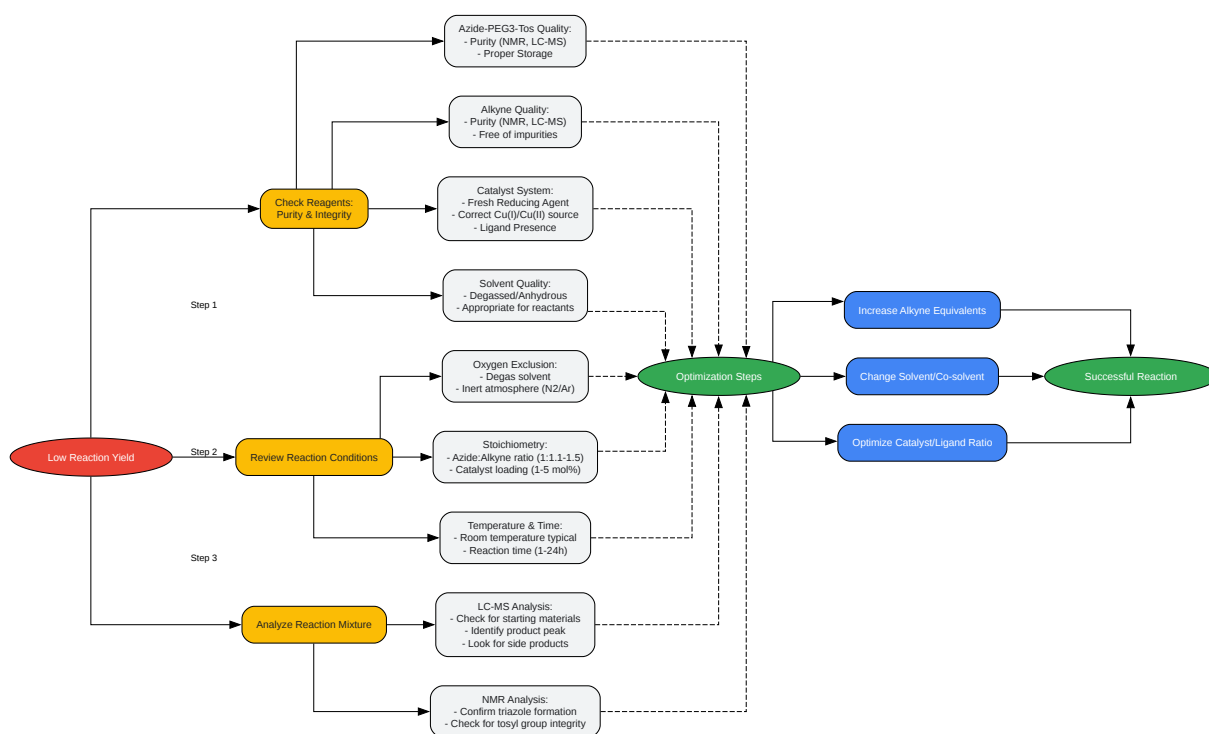 Low Reaction Yield
Step 1
Step 2
Step 3
Check Reagents:
Purity & Integrity
Review Reaction Conditions
Analyze Reaction Mixture
Azide-PEG3-Tos Quality:
- Purity (NMR, LC-MS)
- Proper Storage
Alkyne Quality:
- Purity (NMR, LC-MS)
- Free of impurities
Catalyst System:
- Fresh Reducing Agent
- Correct Cu(I)/Cu(II) source
- Ligand Presence
Solvent Quality:
- Degassed/Anhydrous
- Appropriate for reactants
Oxygen Exclusion:
- Degas solvent
- Inert atmosphere (N2/Ar)
Stoichiometry:
- Azide:Alkyne ratio (1:1.1-1.5)
- Catalyst loading (1-5 mol%)
Temperature & Time:
- Room temperature typical
- Reaction time (1-24h)
LC-MS Analysis:
- Check for starting materials
- Identify product peak
- Look for side products
NMR Analysis:
- Confirm triazole formation
- Check for tosyl group integrity
Optimization Steps
Increase Alkyne Equivalents
Change Solvent/Co-solvent
Optimize Catalyst/Ligand Ratio
Successful Reaction